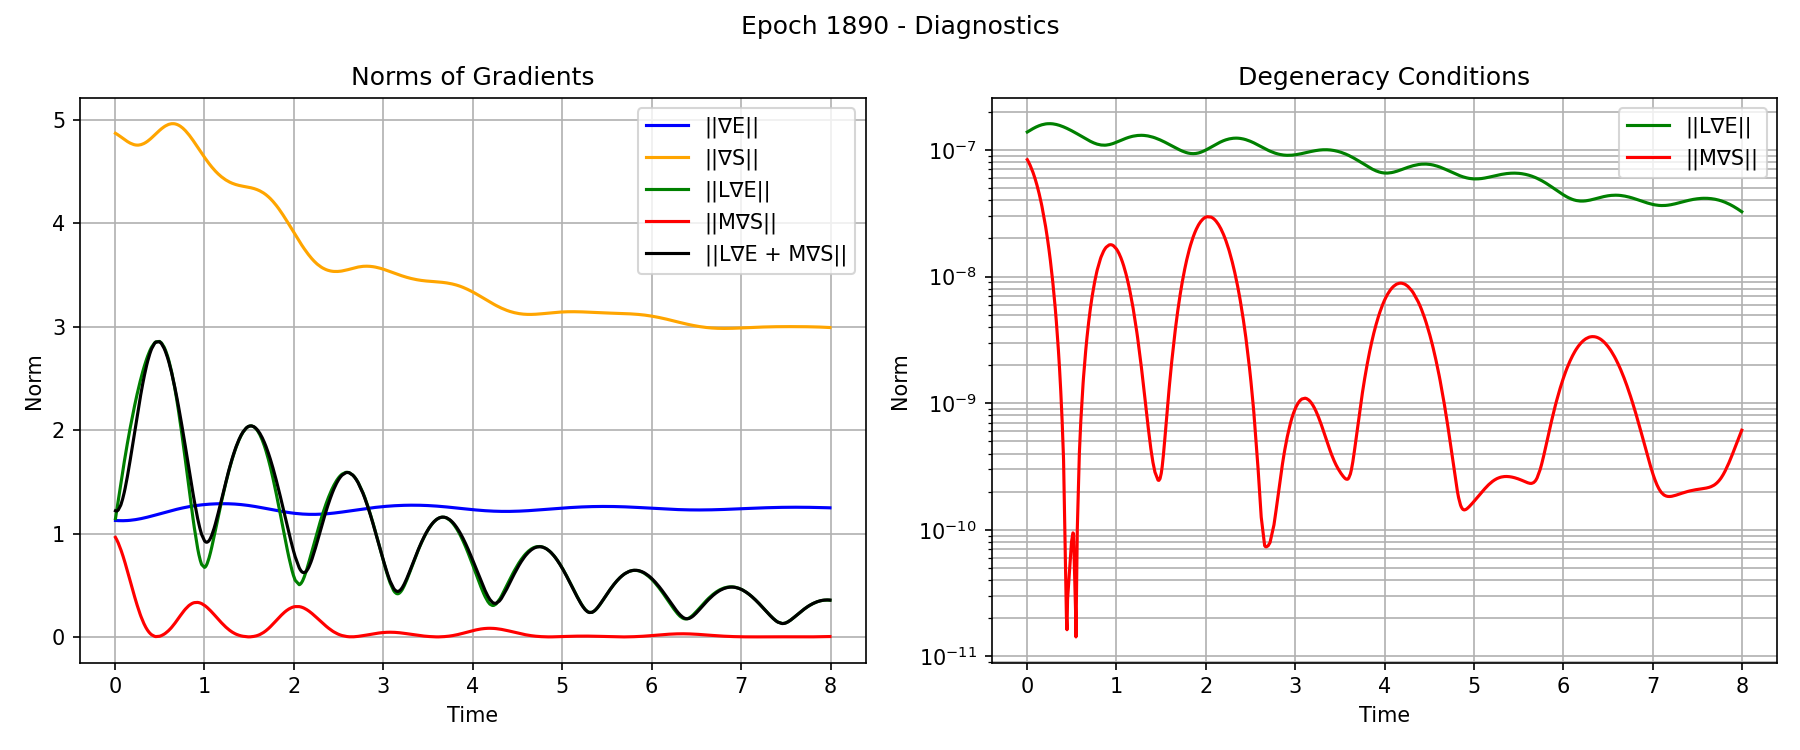 Epoch 1890 - Diagnostics
Norms of Gradients
Norm
5
4
3
2
1
0
||∇E||
||∇S||
||L∇E||
||M∇S||
||L∇E + M∇S||
0 1 2 3 4 5 6 7 8
Time
Degeneracy Conditions
Norm
10⁻⁷
10⁻⁸
10⁻⁹
10⁻¹⁰
10⁻¹¹
||L∇E||
||M∇S||
0 1 2 3 4 5 6 7 8
Time